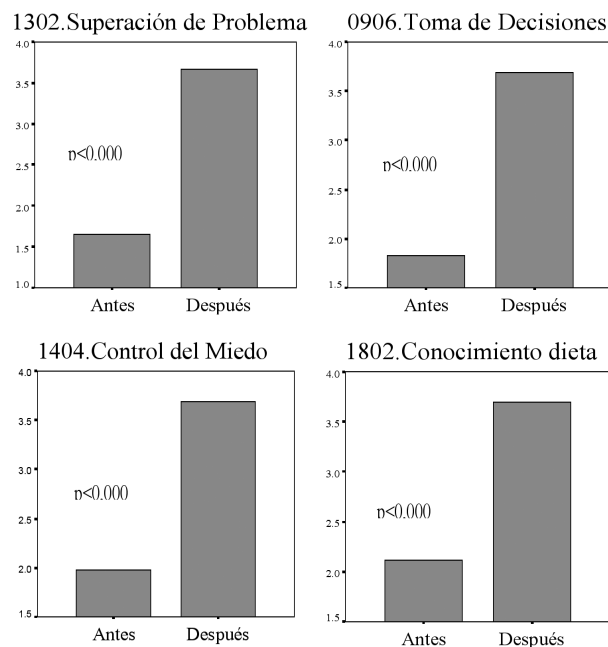 1302.Superación de Problema
4.0
3.5
3.0
2.5
2.0
1.5
1.0
p<0.000
Antes Después
0906.Toma de Decisiones
4.0
3.5
3.0
2.5
2.0
1.5
p<0.000
Antes Después
1404.Control del Miedo
4.0
3.5
3.0
2.5
2.0
1.5
p<0.000
Antes Después
1802.Conocimiento dieta
4.0
3.5
3.0
2.5
2.0
1.5
p<0.000
Antes Después